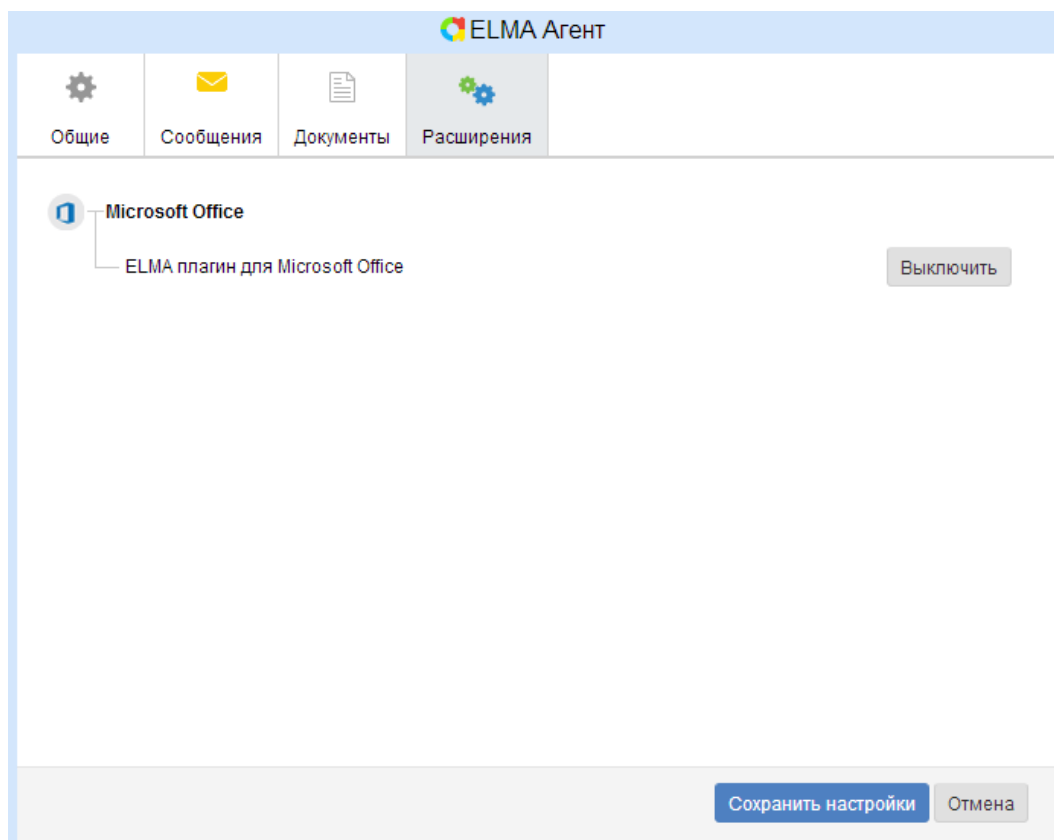 ELMA Агент
Общие Сообщения Документы Расширения
Microsoft Office
ELMA плагин для Microsoft Office Выключить
Сохранить настройки Отмена